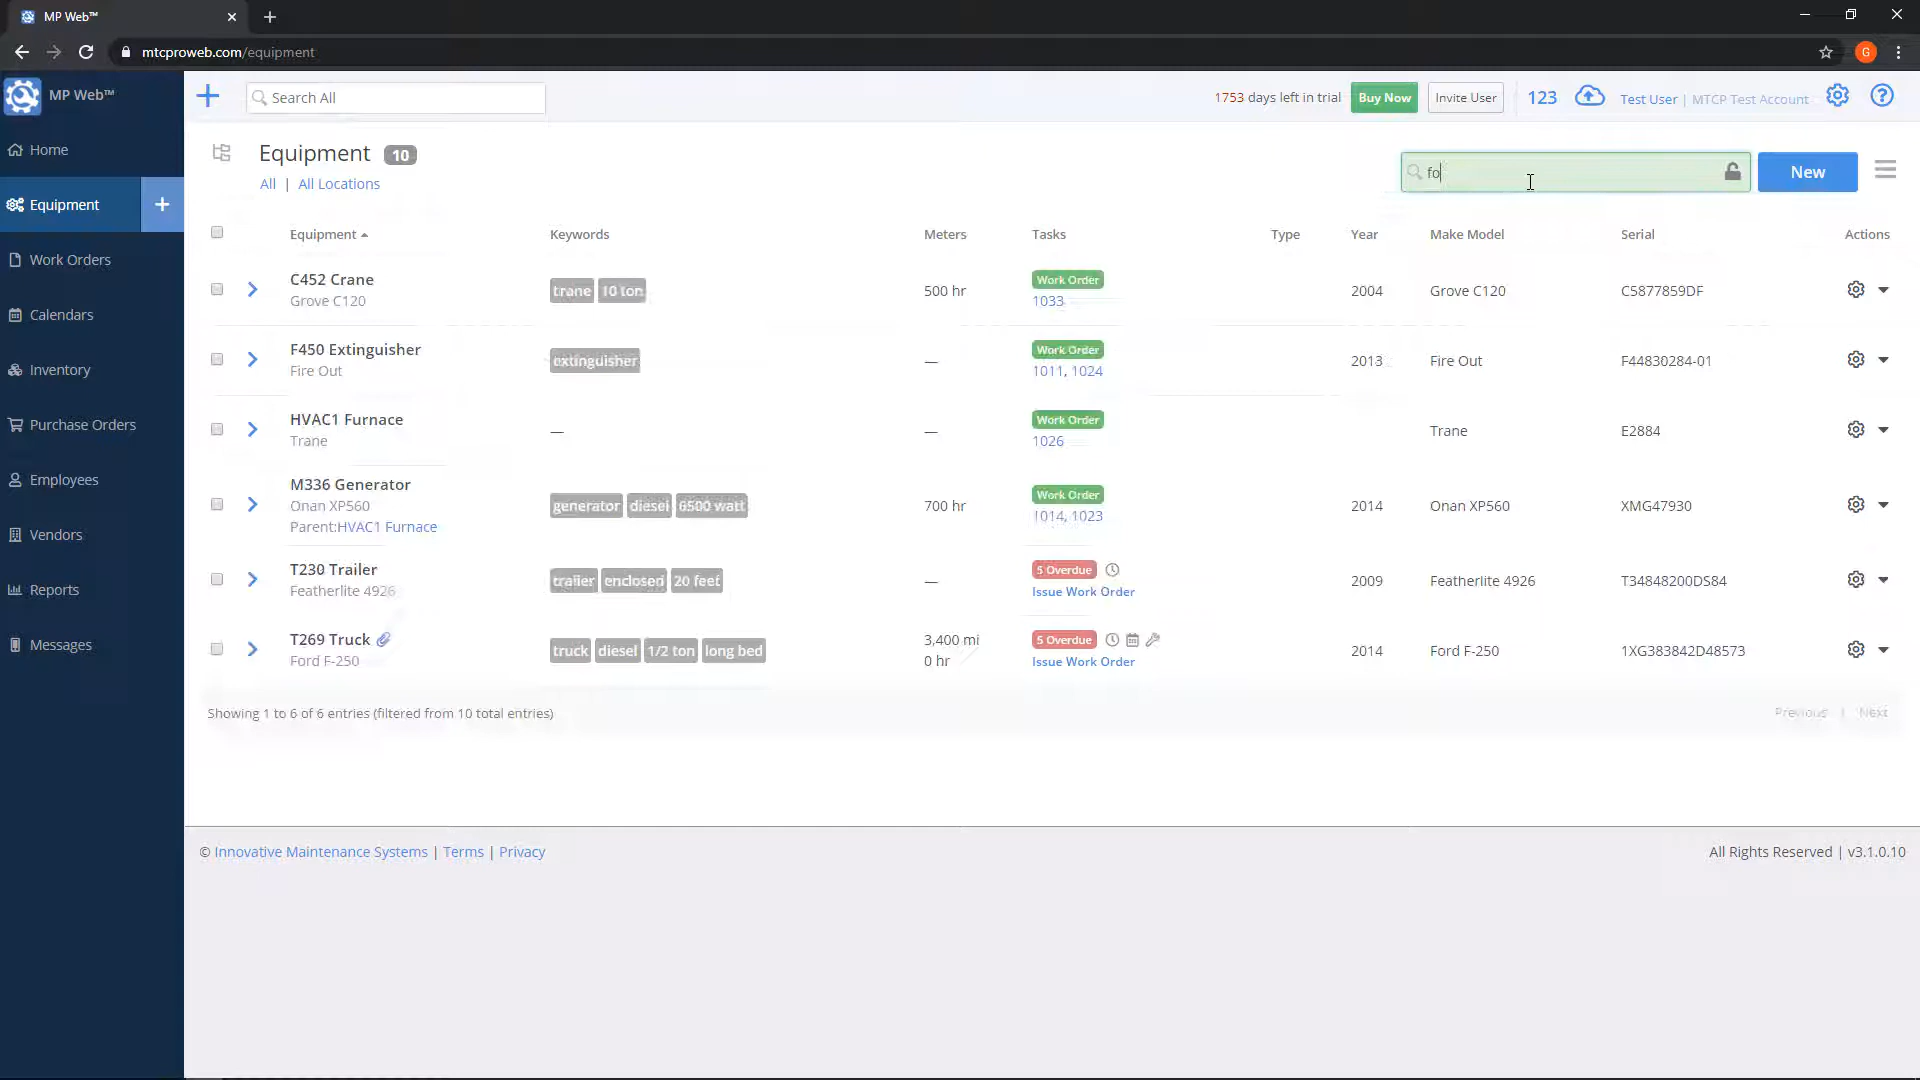 MP Web™
mtcproweb.com/equipment
G
MP Web™
Search All
1753 days left in trial
Buy Now
Invite User
123
Test User | MTCP Test Account
Home
Equipment
Work Orders
Calendars
Inventory
Purchase Orders
Employees
Vendors
Reports
Messages
Equipment 10
All | All Locations
fo
New
Equipment Keywords Meters Tasks Type Year Make Model Serial Actions
C452 Crane
Grove C120
trane 10 ton
500 hr
Work Order
1033
2004
Grove C120
C5877859DF
F450 Extinguisher
Fire Out
extinguisher
—
Work Order
1011, 1024
2013
Fire Out
F44830284-01
HVAC1 Furnace
Trane
—
—
Work Order
1026
Trane
E2884
M336 Generator
Onan XP560
Parent:HVAC1 Furnace
generator diesel 6500 watt
700 hr
Work Order
1014, 1023
2014
Onan XP560
XMG47930
T230 Trailer
Featherlite 4926
trailer enclosed 20 feet
—
5 Overdue
Issue Work Order
2009
Featherlite 4926
T34848200DS84
T269 Truck
Ford F-250
truck diesel 1/2 ton long bed
3,400 mi
0 hr
5 Overdue
Issue Work Order
2014
Ford F-250
1XG383842D48573
Showing 1 to 6 of 6 entries (filtered from 10 total entries)
Previous | Next
© Innovative Maintenance Systems | Terms | Privacy
All Rights Reserved | v3.1.0.10